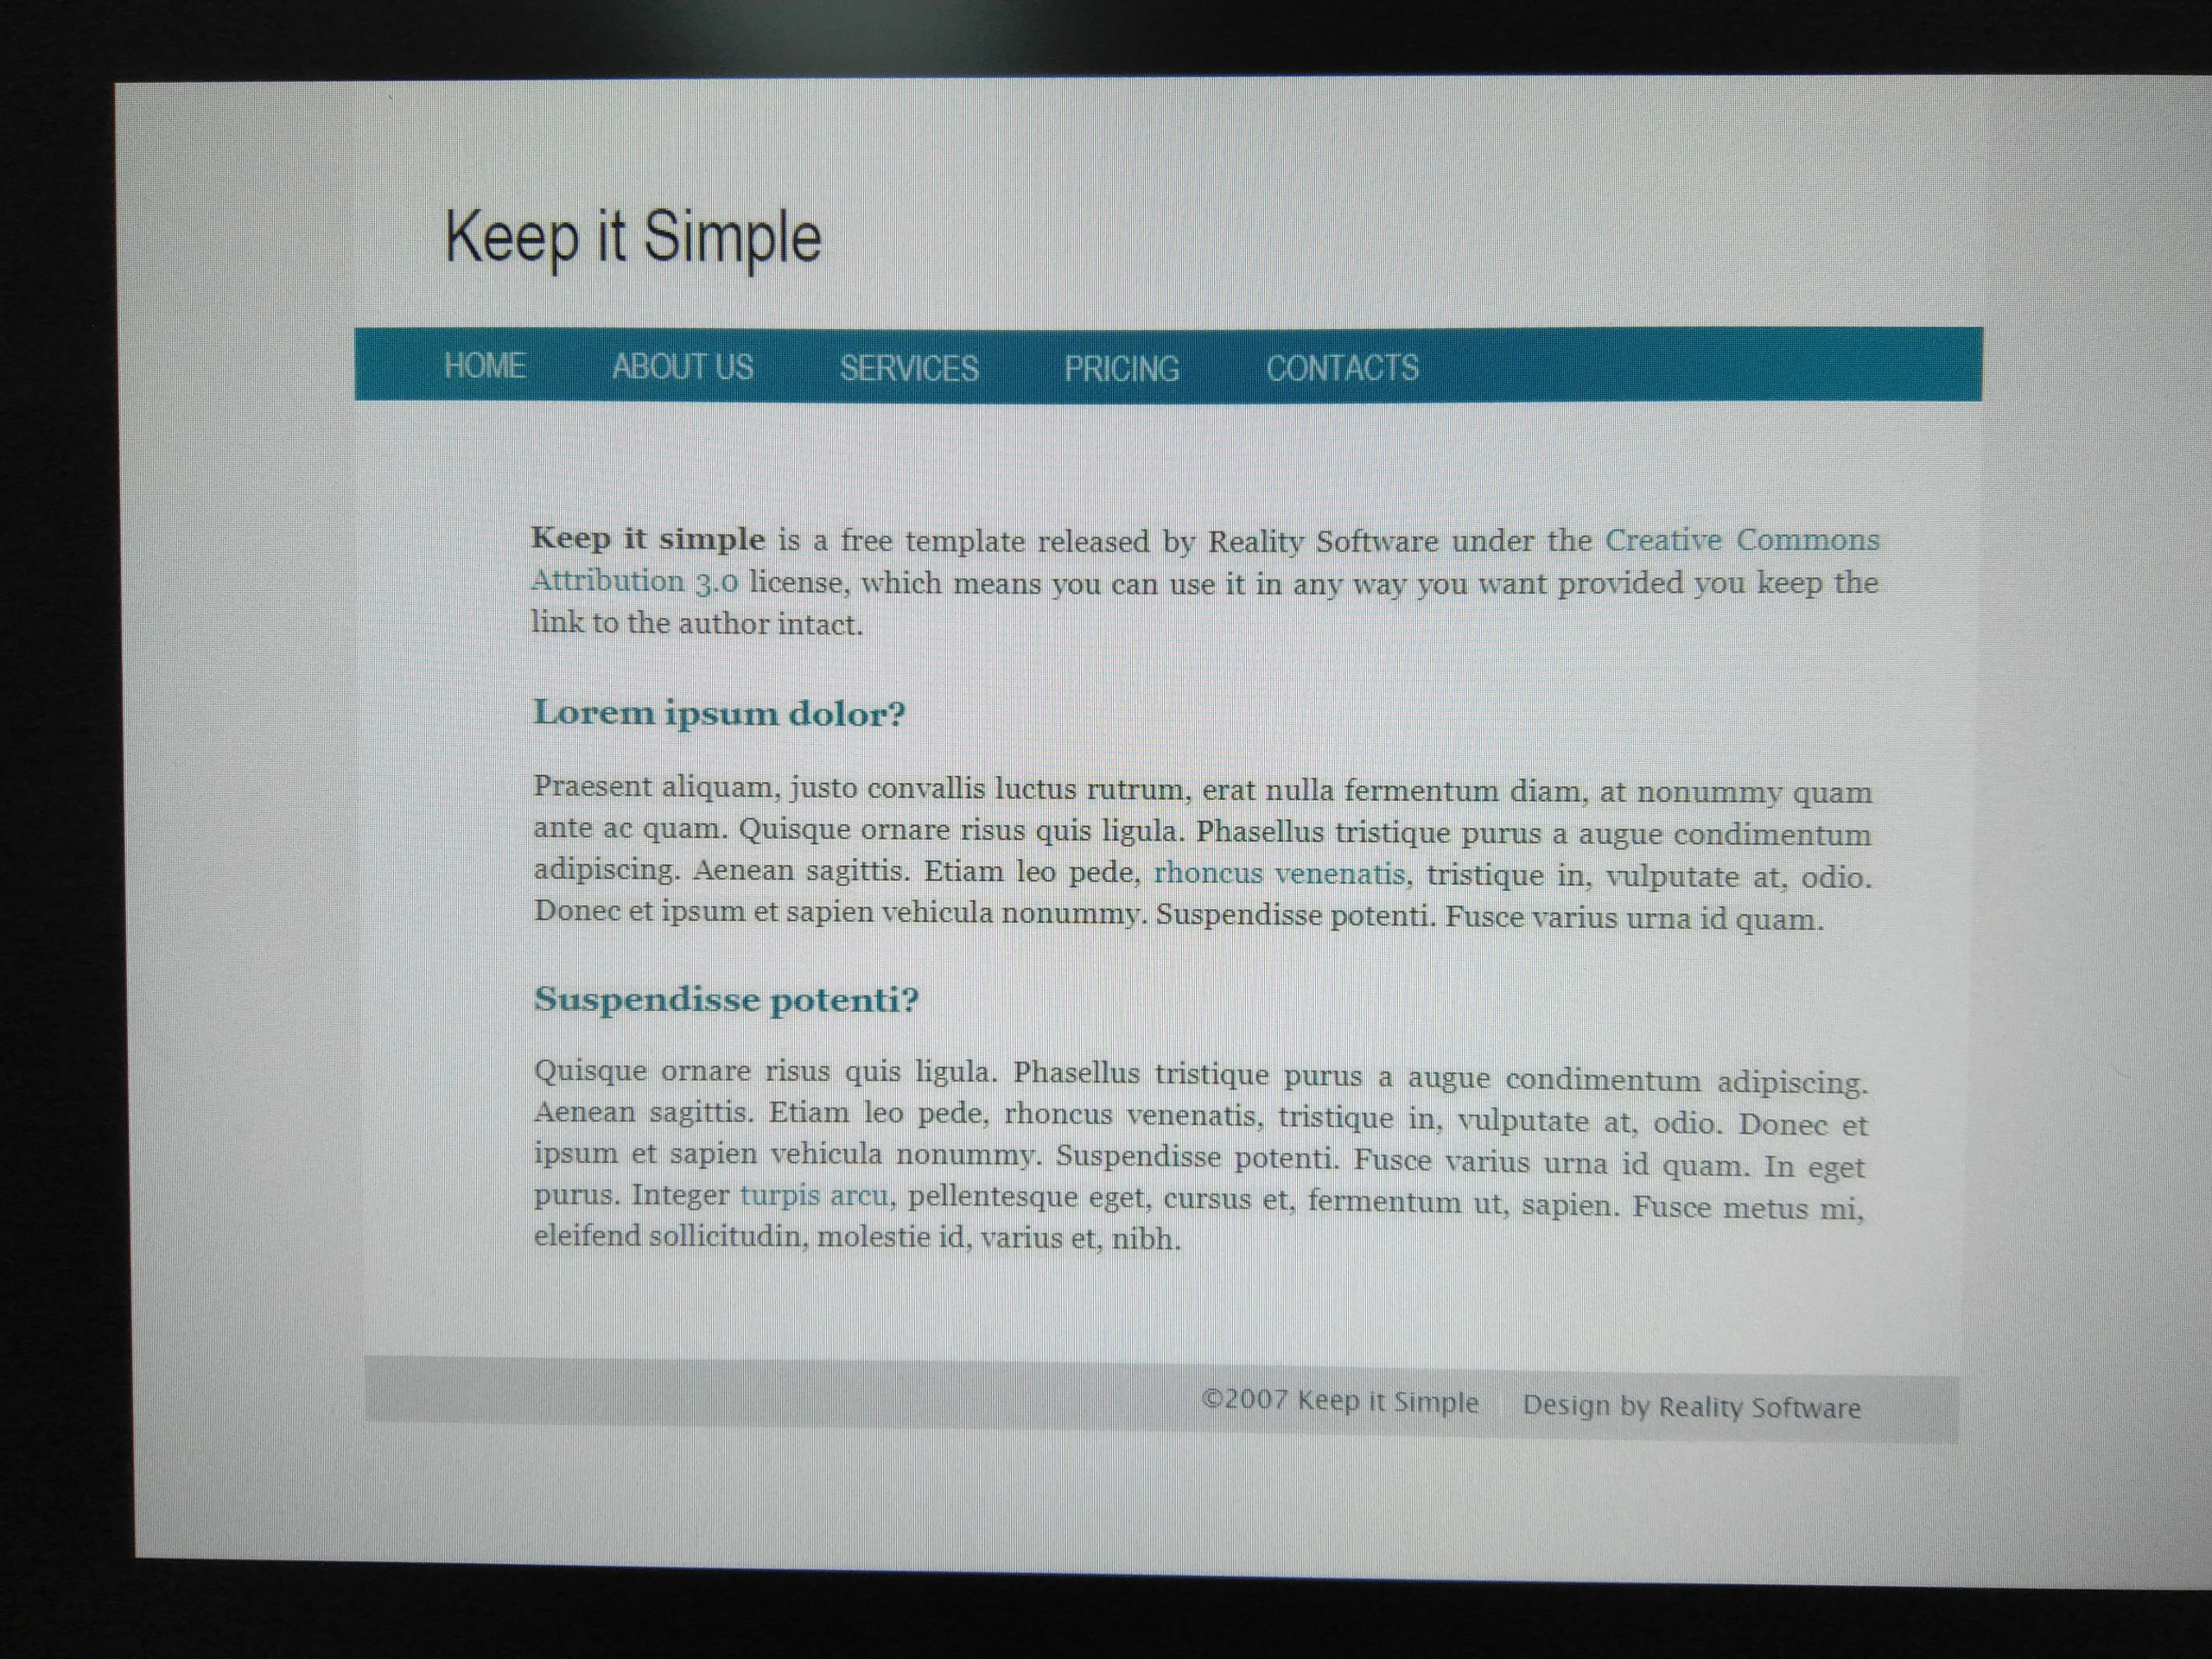 Keep it Simple
HOME ABOUT US SERVICES PRICING CONTACTS
Keep it simple is a free template released by Reality Software under the Creative Commons
Attribution 3.0 license, which means you can use it in any way you want provided you keep the
link to the author intact.
Lorem ipsum dolor?
Praesent aliquam, justo convallis luctus rutrum, erat nulla fermentum diam, at nonummy quam
ante ac quam. Quisque ornare risus quis ligula. Phasellus tristique purus a augue condimentum
adipiscing. Aenean sagittis. Etiam leo pede, rhoncus venenatis, tristique in, vulputate at, odio.
Donec et ipsum et sapien vehicula nonummy. Suspendisse potenti. Fusce varius urna id quam.
Suspendisse potenti?
Quisque ornare risus quis ligula. Phasellus tristique purus a augue condimentum adipiscing.
Aenean sagittis. Etiam leo pede, rhoncus venenatis, tristique in, vulputate at, odio. Donec et
ipsum et sapien vehicula nonummy. Suspendisse potenti. Fusce varius urna id quam. In eget
purus. Integer turpis arcu, pellentesque eget, cursus et, fermentum ut, sapien. Fusce metus mi,
eleifend sollicitudin, molestie id, varius et, nibh.
©2007 Keep it Simple Design by Reality Software